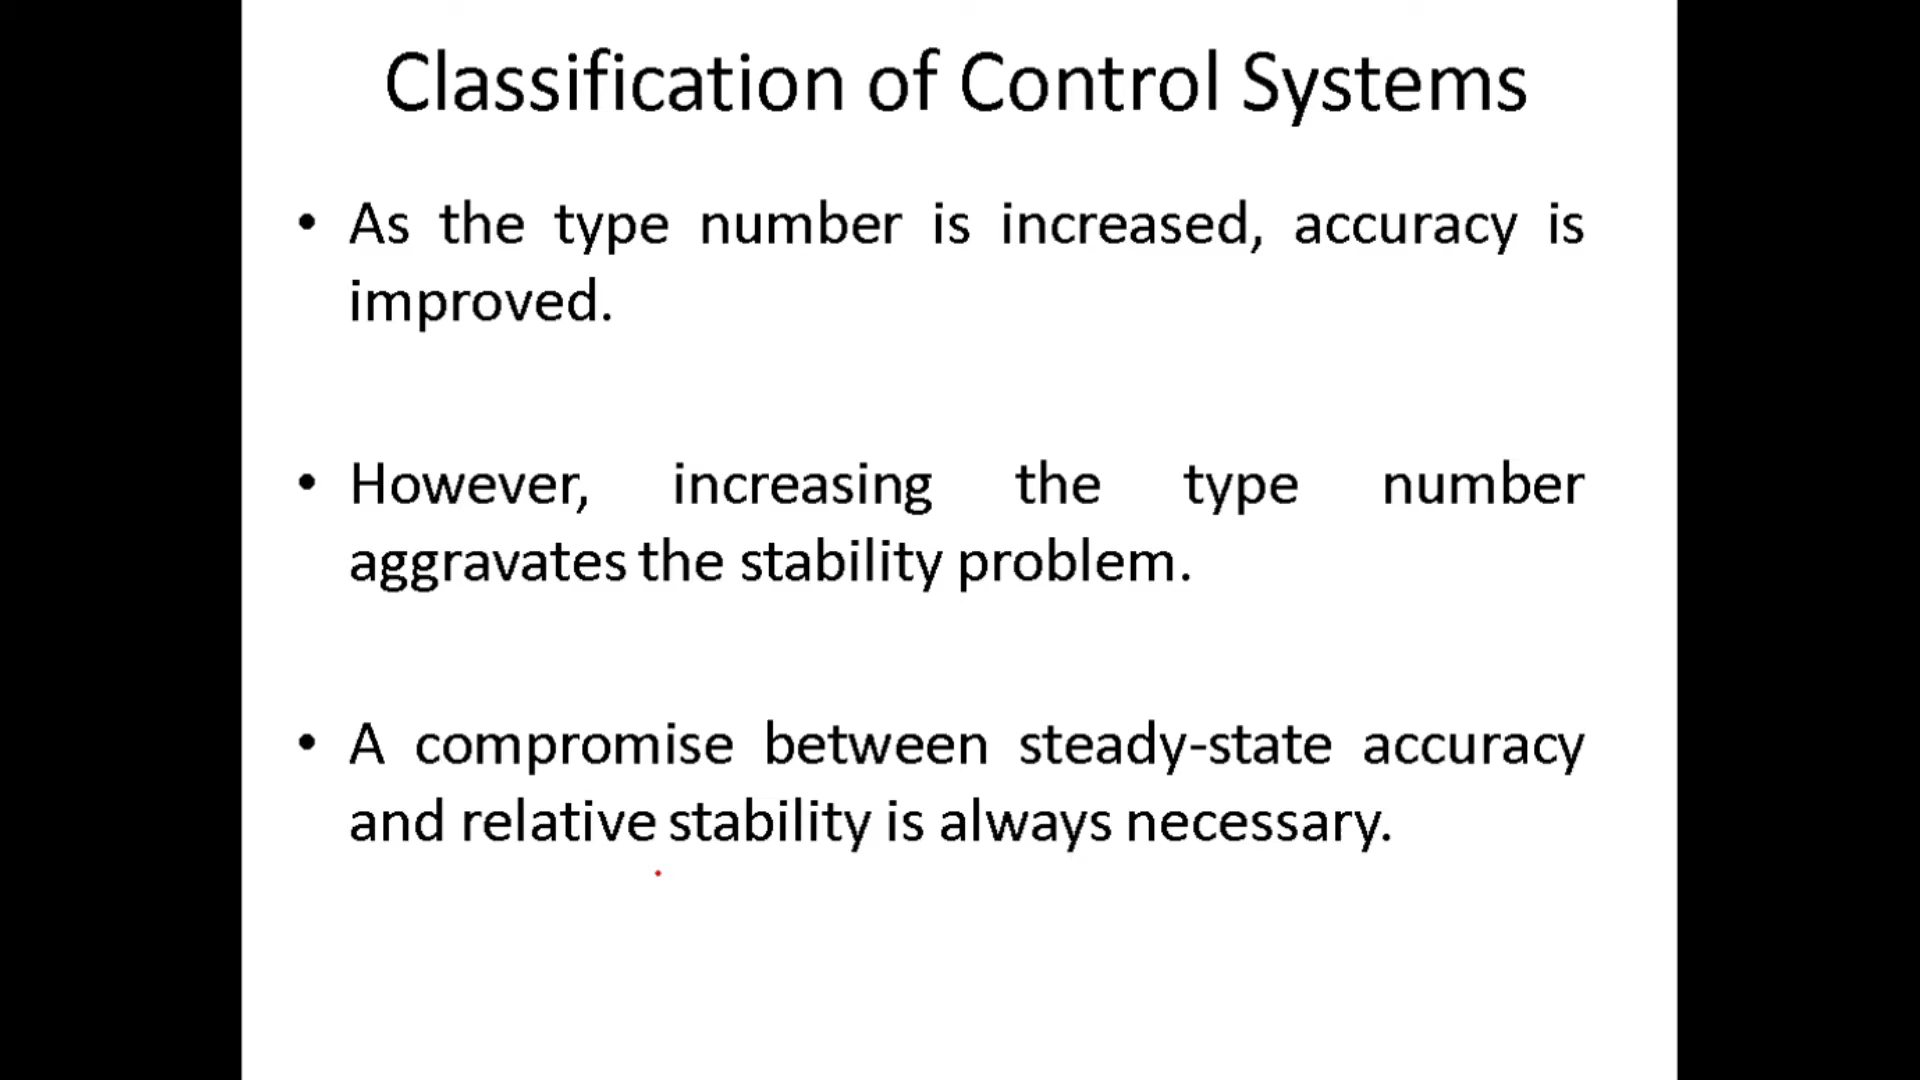 Classification of Control Systems
• As the type number is increased, accuracy is
improved.
• However, increasing the type number
aggravates the stability problem.
• A compromise between steady-state accuracy
and relative stability is always necessary.